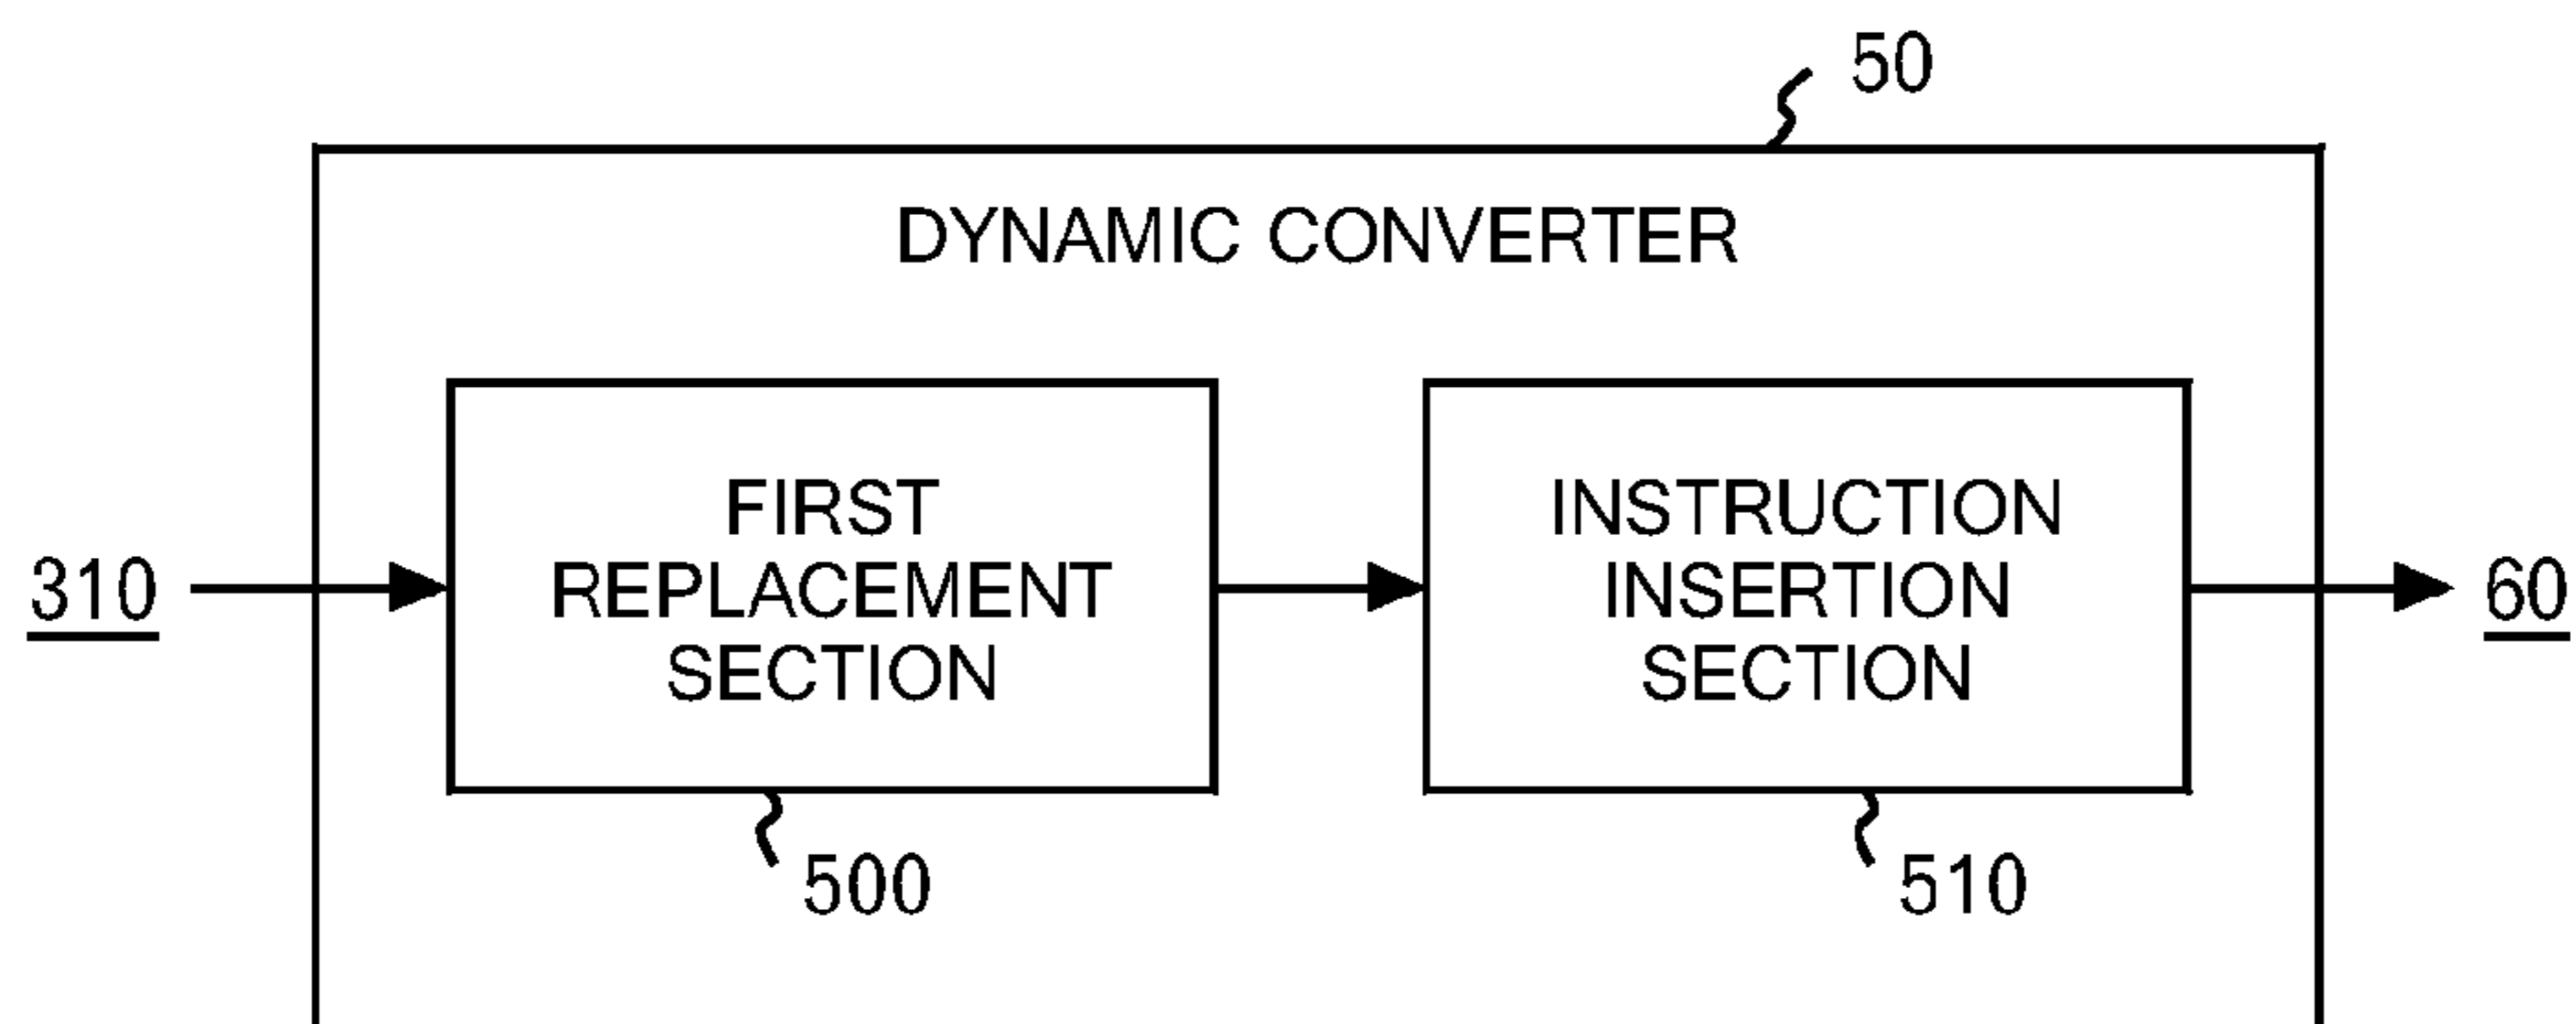 50
DYNAMIC CONVERTER
FIRST
REPLACEMENT
SECTION
INSTRUCTION
INSERTION
SECTION
310
60
500
510